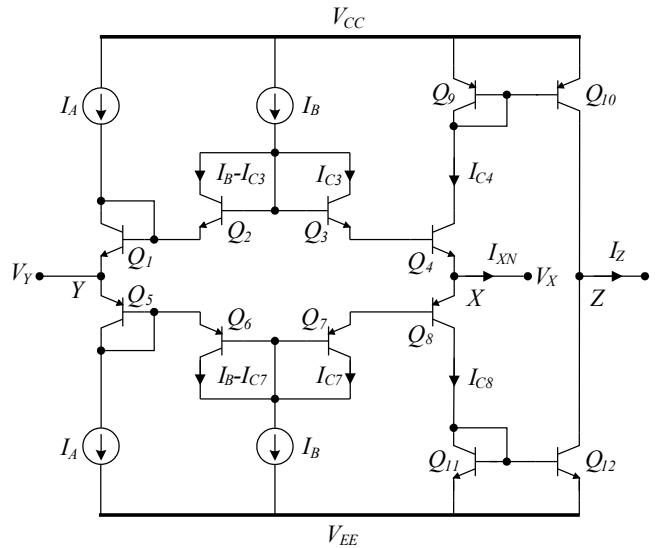 V_CC
I_A
I_B
Q_9
Q_10
I_B-I_C3
I_C3
I_C4
Q_1
Q_2
Q_3
Q_4
I_XN
I_Z
V_Y
Y
X
V_X
Z
Q_5
Q_6
Q_7
Q_8
I_B-I_C7
I_C7
I_C8
I_A
I_B
Q_11
Q_12
V_EE